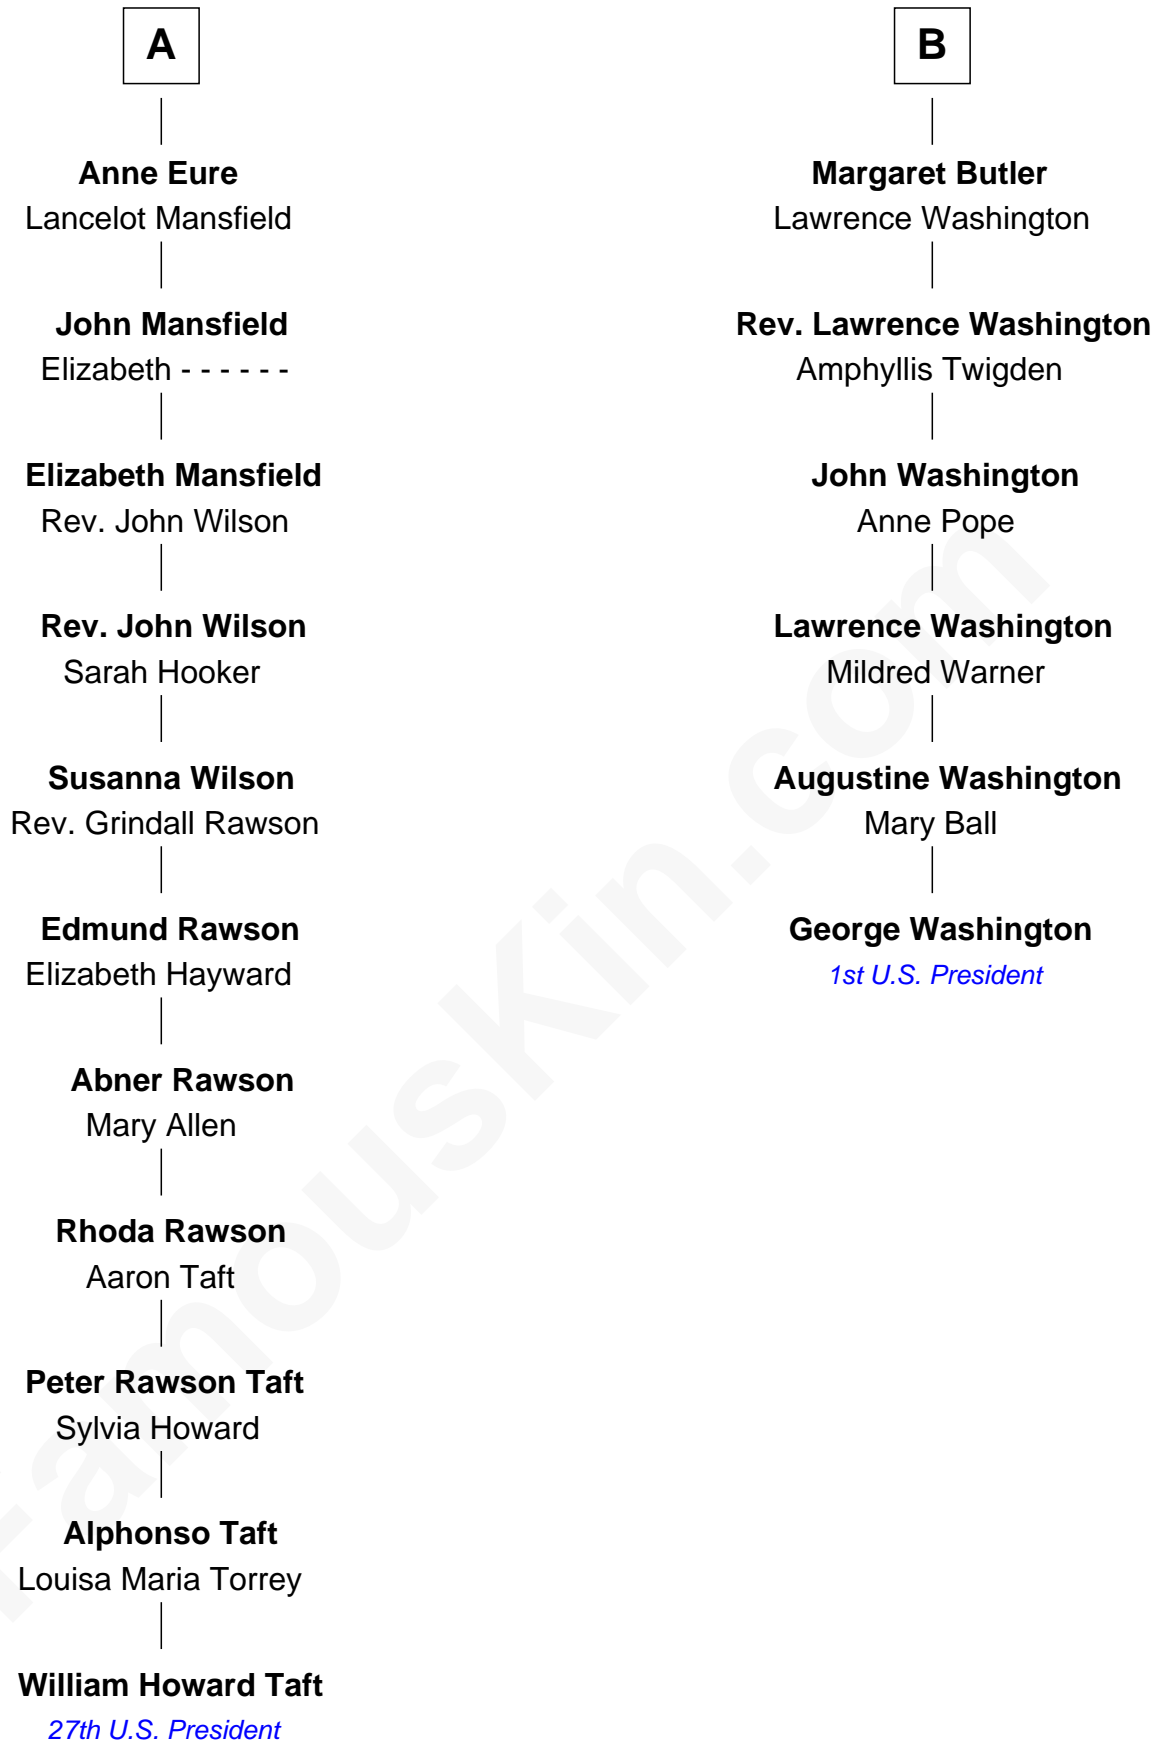 A
Anne Eure
Lancelot Mansfield
John Mansfield
Elizabeth - - - - - -
Elizabeth Mansfield
Rev. John Wilson
Rev. John Wilson
Sarah Hooker
Susanna Wilson
Rev. Grindall Rawson
Edmund Rawson
Elizabeth Hayward
Abner Rawson
Mary Allen
Rhoda Rawson
Aaron Taft
Peter Rawson Taft
Sylvia Howard
Alphonso Taft
Louisa Maria Torrey
William Howard Taft
27th U.S. President
B
Margaret Butler
Lawrence Washington
Rev. Lawrence Washington
Amphyllis Twigden
John Washington
Anne Pope
Lawrence Washington
Mildred Warner
Augustine Washington
Mary Ball
George Washington
1st U.S. President
FamousKin.com